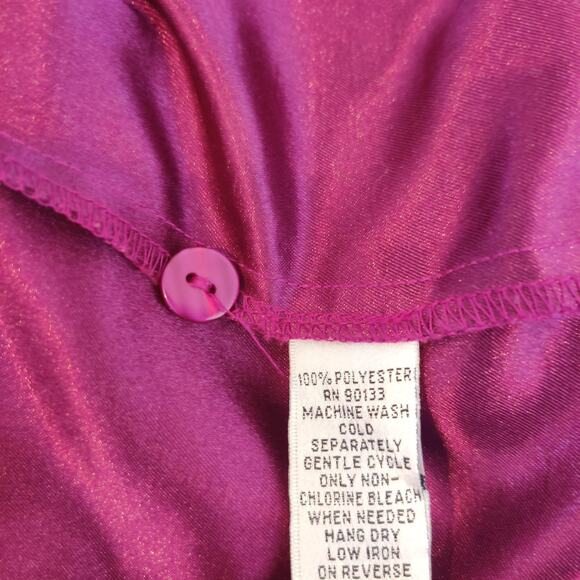 100% POLYESTER
RN 90133
MACHINE WASH
COLD
SEPARATELY
GENTLE CYCLE
ONLY NON-
CHLORINE BLEACH
WHEN NEEDED
HANG DRY
LOW IRON
ON REVERSE